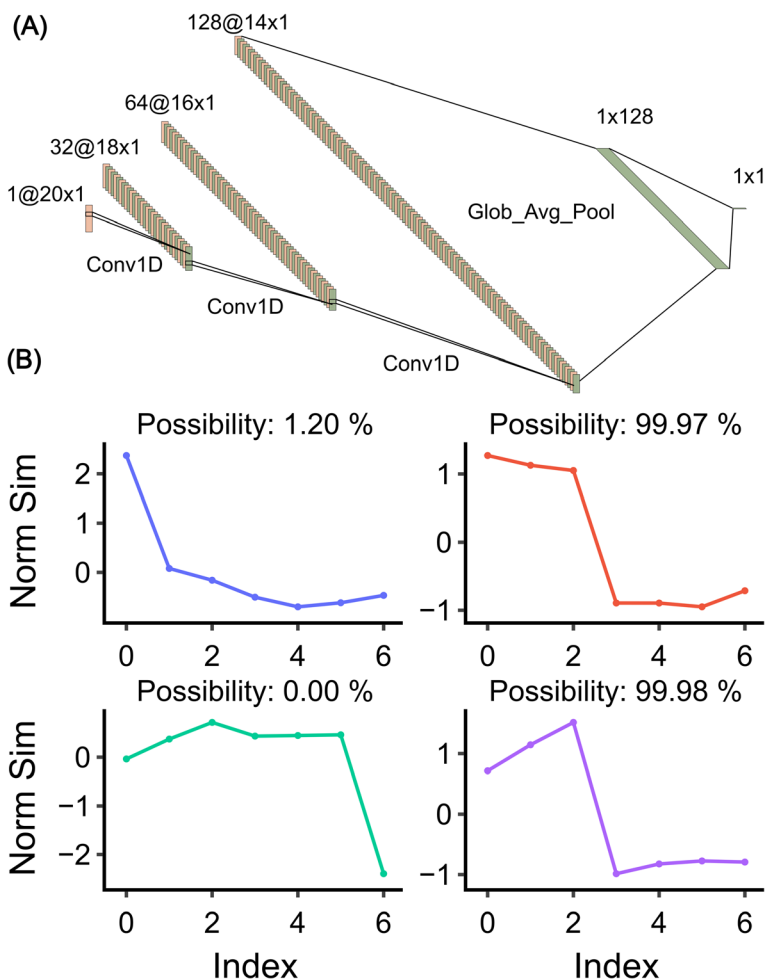 (A)
128@14x1
64@16x1
32@18x1
1@20x1
1x128
1x1
Glob_Avg_Pool
Conv1D
Conv1D
Conv1D
(B)
Possibility: 1.20 %
Norm Sim
2
1
0
0 2 4 6
Possibility: 99.97 %
1
0
−1
0 2 4 6
Possibility: 0.00 %
Norm Sim
0
−1
−2
0 2 4 6
Index
Possibility: 99.98 %
1
0
−1
0 2 4 6
Index